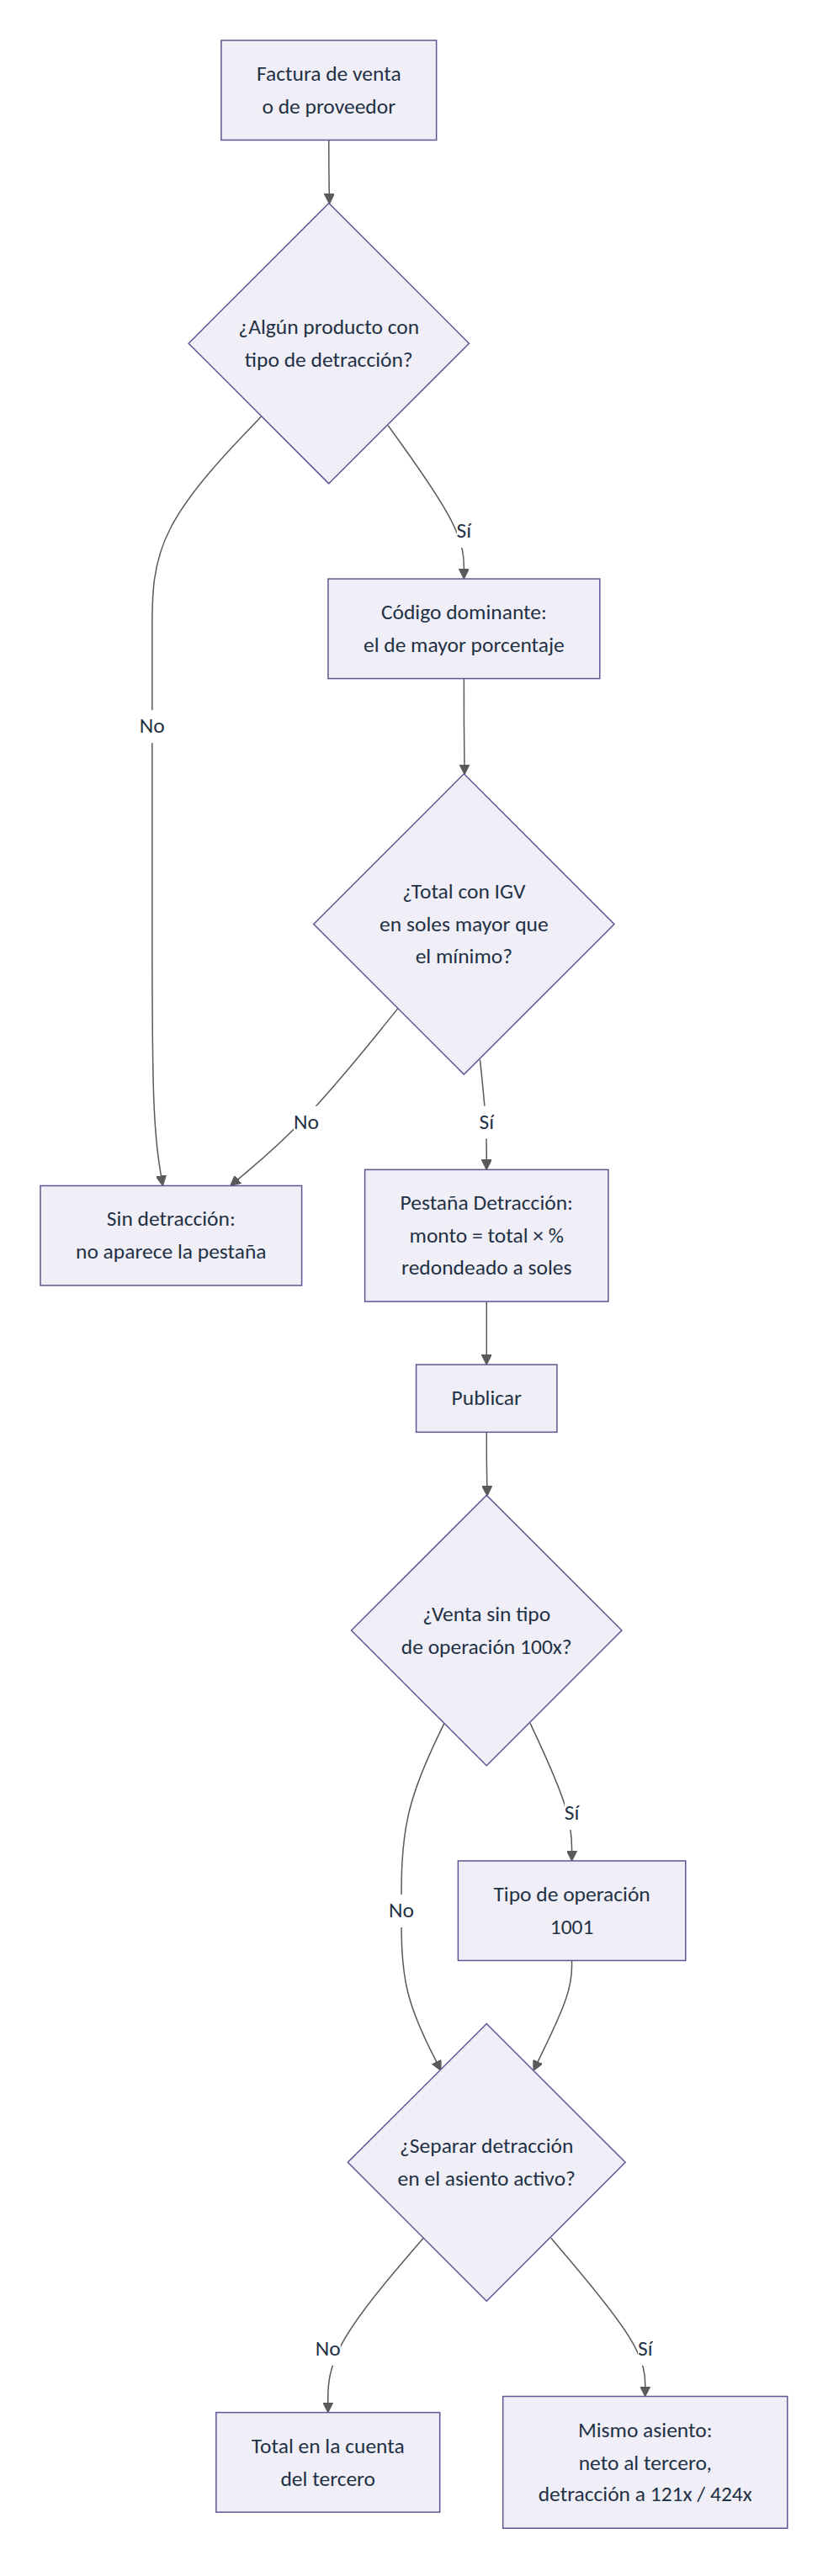 Factura de venta
o de proveedor
¿Algún producto con
tipo de detracción?
Sí
Código dominante:
el de mayor porcentaje
No
¿Total con IGV
en soles mayor que
el mínimo?
No
Sí
Sin detracción:
no aparece la pestaña
Pestaña Detracción:
monto = total × %
redondeado a soles
Publicar
¿Venta sin tipo
de operación 100x?
Sí
Tipo de operación
1001
No
¿Separar detracción
en el asiento activo?
No
Sí
Total en la cuenta
del tercero
Mismo asiento:
neto al tercero,
detracción a 121x / 424x